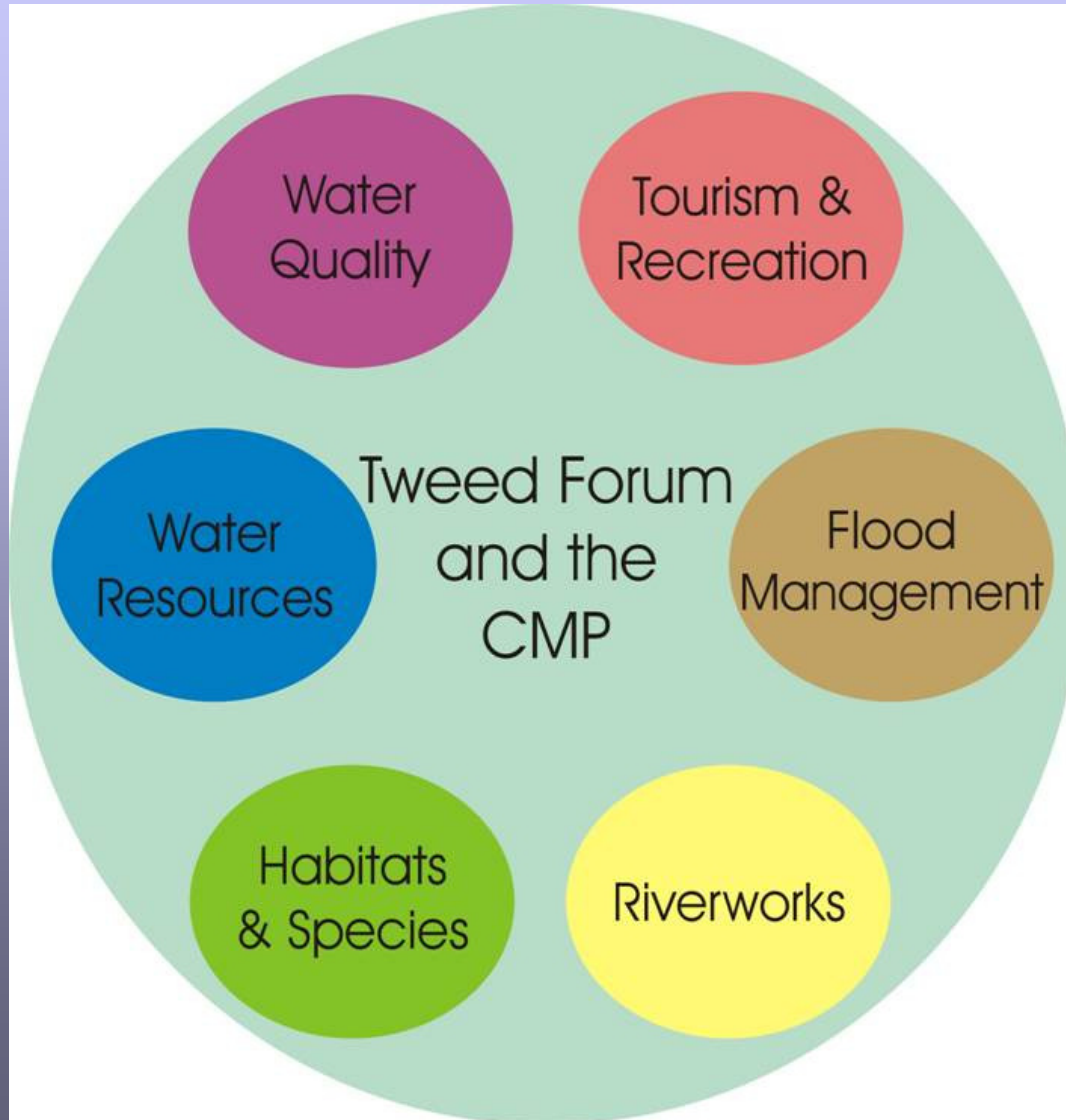 Water
Quality
Tourism &
Recreation
Water
Resources
Tweed Forum
and the
CMP
Flood
Management
Habitats
& Species
Riverworks